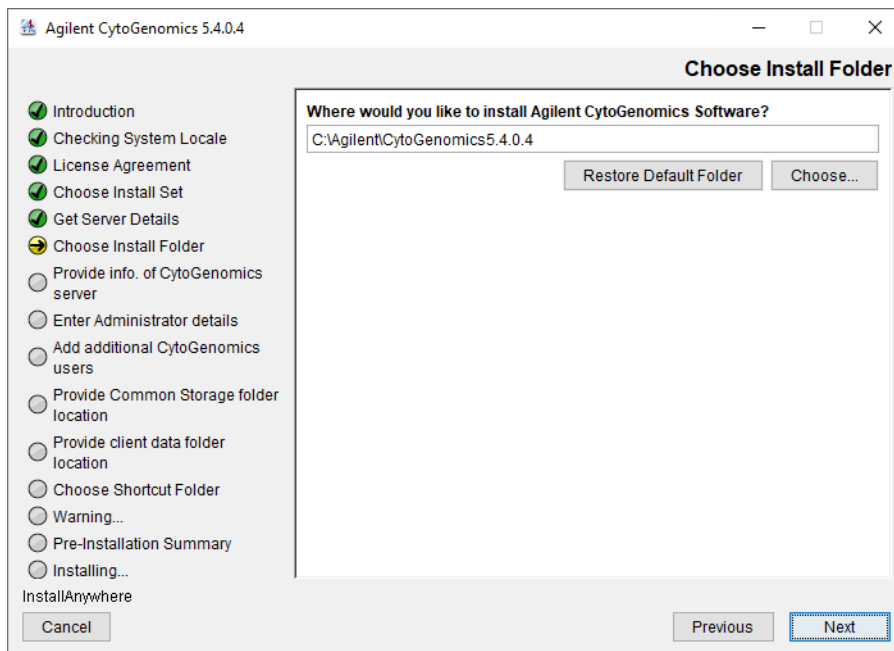 Agilent CytoGenomics 5.4.0.4
Choose Install Folder
Introduction
Checking System Locale
License Agreement
Choose Install Set
Get Server Details
Choose Install Folder
Provide info. of CytoGenomics
server
Enter Administrator details
Add additional CytoGenomics
users
Provide Common Storage folder
location
Provide client data folder
location
Choose Shortcut Folder
Warning...
Pre-Installation Summary
Installing...
Where would you like to install Agilent CytoGenomics Software?
C:\Agilent\CytoGenomics5.4.0.4
Restore Default Folder
Choose...
InstallAnywhere
Cancel
Previous
Next